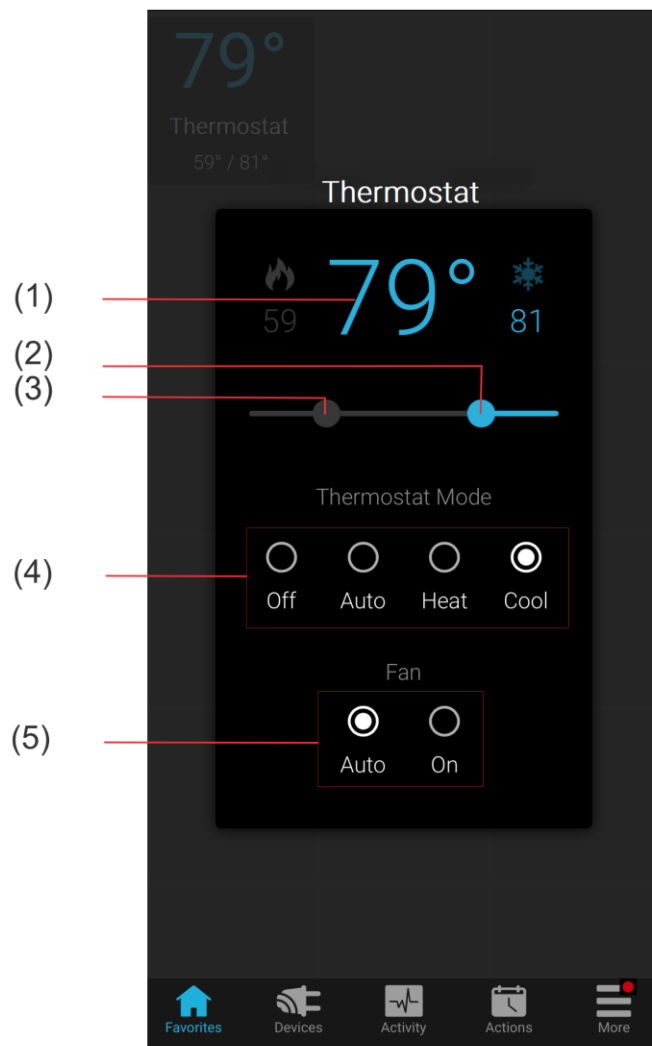 79°
Thermostat
59° / 81°
Thermostat
79°
59
81
(1)
(2)
(3)
Thermostat Mode
(4)
Off Auto Heat Cool
Fan
(5)
Auto On
Favorites Devices Activity Actions More